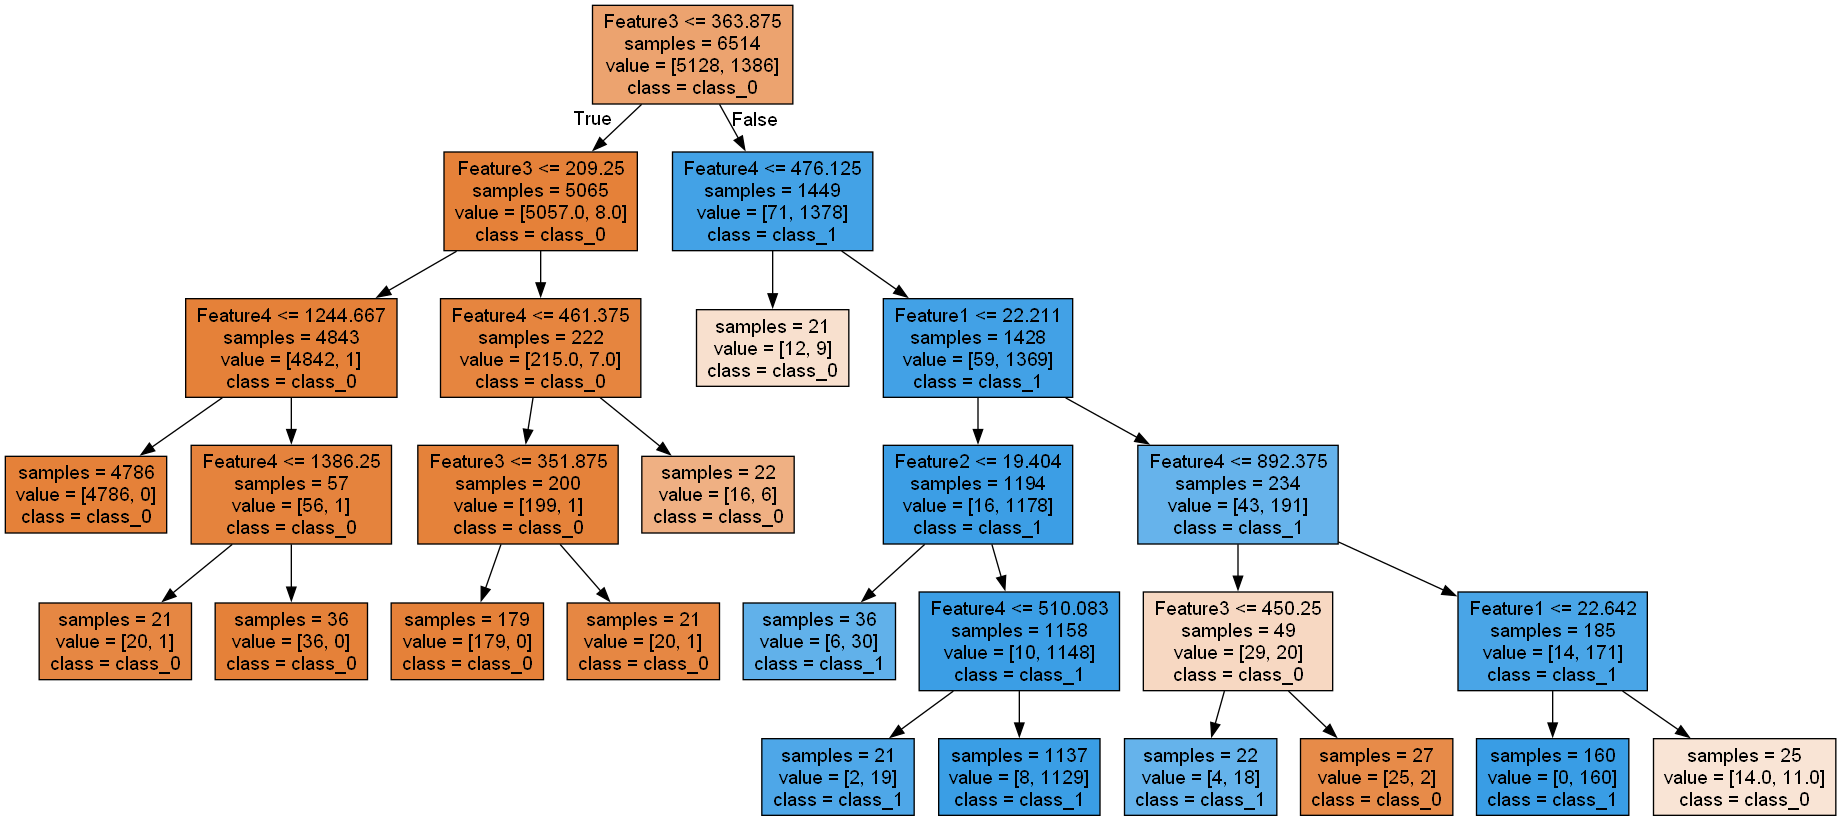 Feature3 <= 363.875
samples = 6514
value = [5128, 1386]
class = class_0
True
False
Feature3 <= 209.25
samples = 5065
value = [5057.0, 8.0]
class = class_0
Feature4 <= 476.125
samples = 1449
value = [71, 1378]
class = class_1
Feature4 <= 1244.667
samples = 4843
value = [4842, 1]
class = class_0
Feature4 <= 461.375
samples = 222
value = [215.0, 7.0]
class = class_0
samples = 21
value = [12, 9]
class = class_0
Feature1 <= 22.211
samples = 1428
value = [59, 1369]
class = class_1
samples = 4786
value = [4786, 0]
class = class_0
Feature4 <= 1386.25
samples = 57
value = [56, 1]
class = class_0
Feature3 <= 351.875
samples = 200
value = [199, 1]
class = class_0
samples = 22
value = [16, 6]
class = class_0
Feature2 <= 19.404
samples = 1194
value = [16, 1178]
class = class_1
Feature4 <= 892.375
samples = 234
value = [43, 191]
class = class_1
samples = 21
value = [20, 1]
class = class_0
samples = 36
value = [36, 0]
class = class_0
samples = 179
value = [179, 0]
class = class_0
samples = 21
value = [20, 1]
class = class_0
samples = 36
value = [6, 30]
class = class_1
Feature4 <= 510.083
samples = 1158
value = [10, 1148]
class = class_1
Feature3 <= 450.25
samples = 49
value = [29, 20]
class = class_0
Feature1 <= 22.642
samples = 185
value = [14, 171]
class = class_1
samples = 21
value = [2, 19]
class = class_1
samples = 1137
value = [8, 1129]
class = class_1
samples = 22
value = [4, 18]
class = class_1
samples = 27
value = [25, 2]
class = class_0
samples = 160
value = [0, 160]
class = class_1
samples = 25
value = [14.0, 11.0]
class = class_0